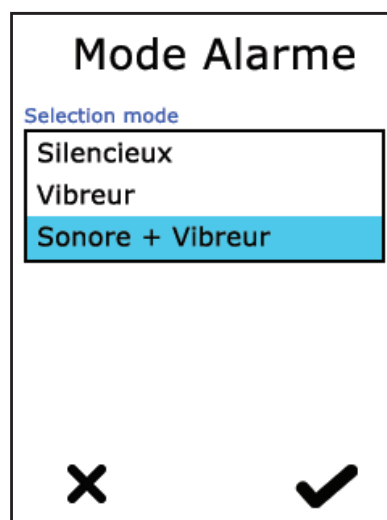 Mode Alarme
Selection mode
Silencieux
Vibreur
Sonore + Vibreur